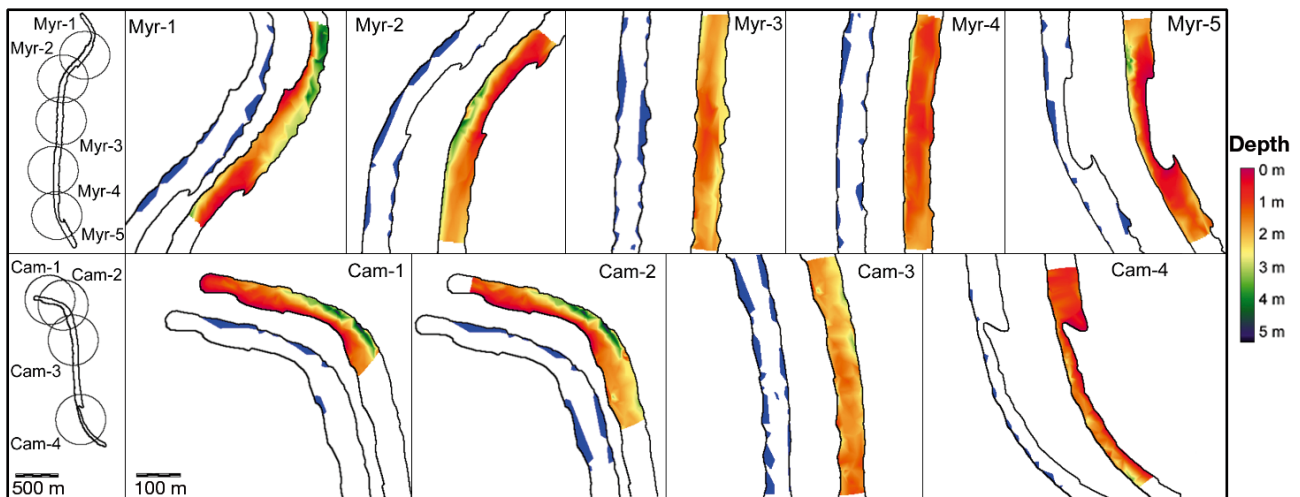 Myr-1
Myr-2
Myr-3
Myr-4
Myr-5
Myr-1
Myr-2
Myr-3
Myr-4
Myr-5
Depth
0 m
1 m
2 m
3 m
4 m
5 m
Cam-1
Cam-2
Cam-3
Cam-4
500 m
Cam-1
Cam-2
Cam-3
Cam-4
100 m